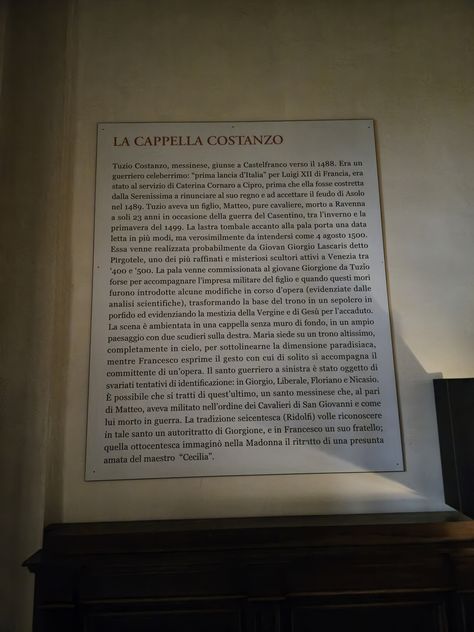 LA CAPPELLA COSTANZO
Tuzio Costanzo, messinese, giunse a Castelfranco verso il 1488. Era un
guerriero celeberrimo: "prima lancia d'Italia" per Luigi XII di Francia, era
stato al servizio di Caterina Cornaro a Cipro, prima che ella fosse costretta
dalla Serenissima a rinunciare al suo regno e ad accettare il feudo di Asolo
nel 1489. Tuzio aveva un figlio, Matteo, pure cavaliere, morto a Ravenna
a soli 23 anni in occasione della guerra del Casentino, tra l'inverno e la
primavera del 1499. La lastra tombale accanto alla pala porta una data
letta in più modi, ma verosimilmente da intendersi come 4 agosto 1500.
Essa venne realizzata probabilmente da Giovan Giorgio Lascaris detto
Pirgotele, uno dei più raffinati e misteriosi scultori attivi a Venezia tra
'400 e '500. La pala venne commissionata al giovane Giorgione da Tuzio
forse per accompagnare l'impresa militare del figlio e quando questi morì
furono introdotte alcune modifiche in corso d'opera (evidenziate dalle
analisi scientifiche), trasformando la base del trono in un sepolcro in
porfido ed evidenziando la mestizia della Vergine e di Gesù per l'accaduto.
La scena è ambientata in una cappella senza muro di fondo, in un ampio
paesaggio con due scudieri sulla destra. Maria siede su un trono altissimo,
completamente in cielo, per sottolinearne la dimensione paradisiaca,
mentre Francesco esprime il gesto con cui di solito si accompagna il
committente di un'opera. Il santo guerriero a sinistra è stato oggetto di
svariati tentativi di identificazione: in Giorgio, Liberale, Floriano e Nicasio.
È possibile che si tratti di quest'ultimo, un santo messinese che, al pari
di Matteo, aveva militato nell'ordine dei Cavalieri di San Giovanni e come
lui morto in guerra. La tradizione seicentesca (Ridolfi) volle riconoscere
in tale santo un autoritratto di Giorgione, e in Francesco un suo fratello;
quella ottocentesca immaginò nella Madonna il ritratto di una presunta
amata del maestro "Cecilia".